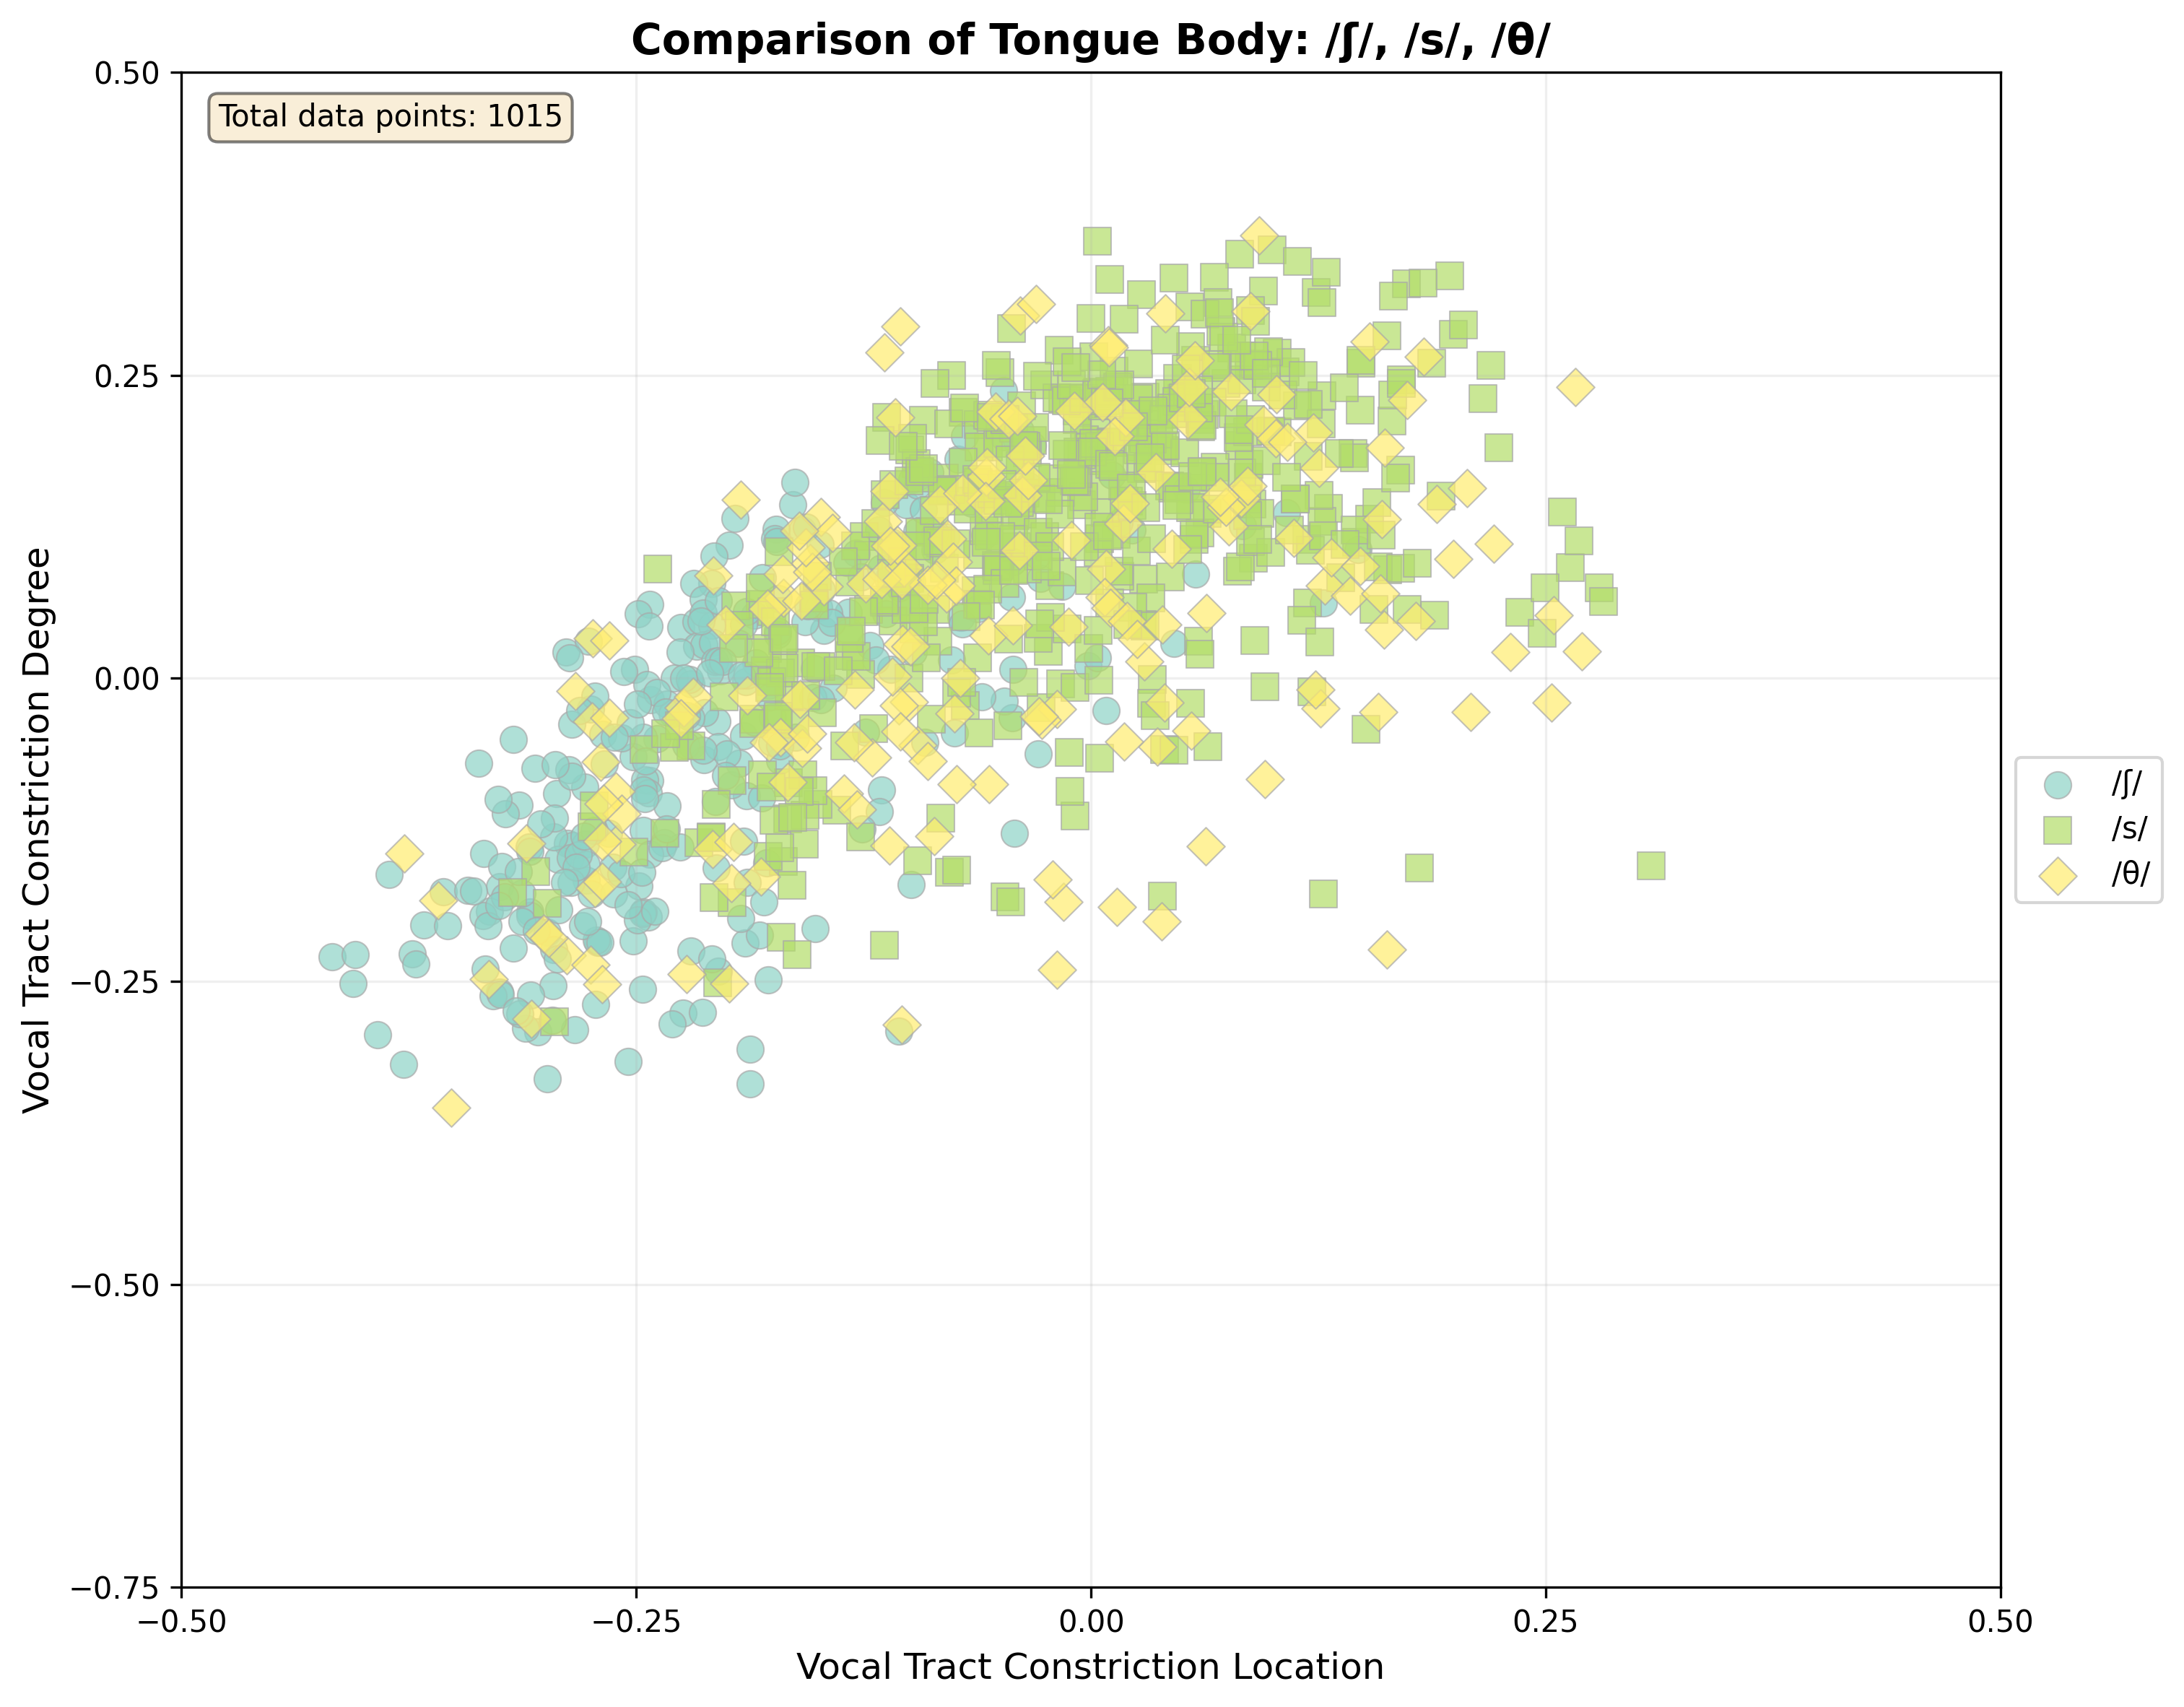 Comparison of Tongue Body: /ʃ/, /s/, /θ/
Total data points: 1015
Vocal Tract Constriction Degree
0.50
0.25
0.00
−0.25
−0.50
−0.75
−0.50
−0.25
0.00
0.25
0.50
Vocal Tract Constriction Location
/ʃ/
/s/
/θ/